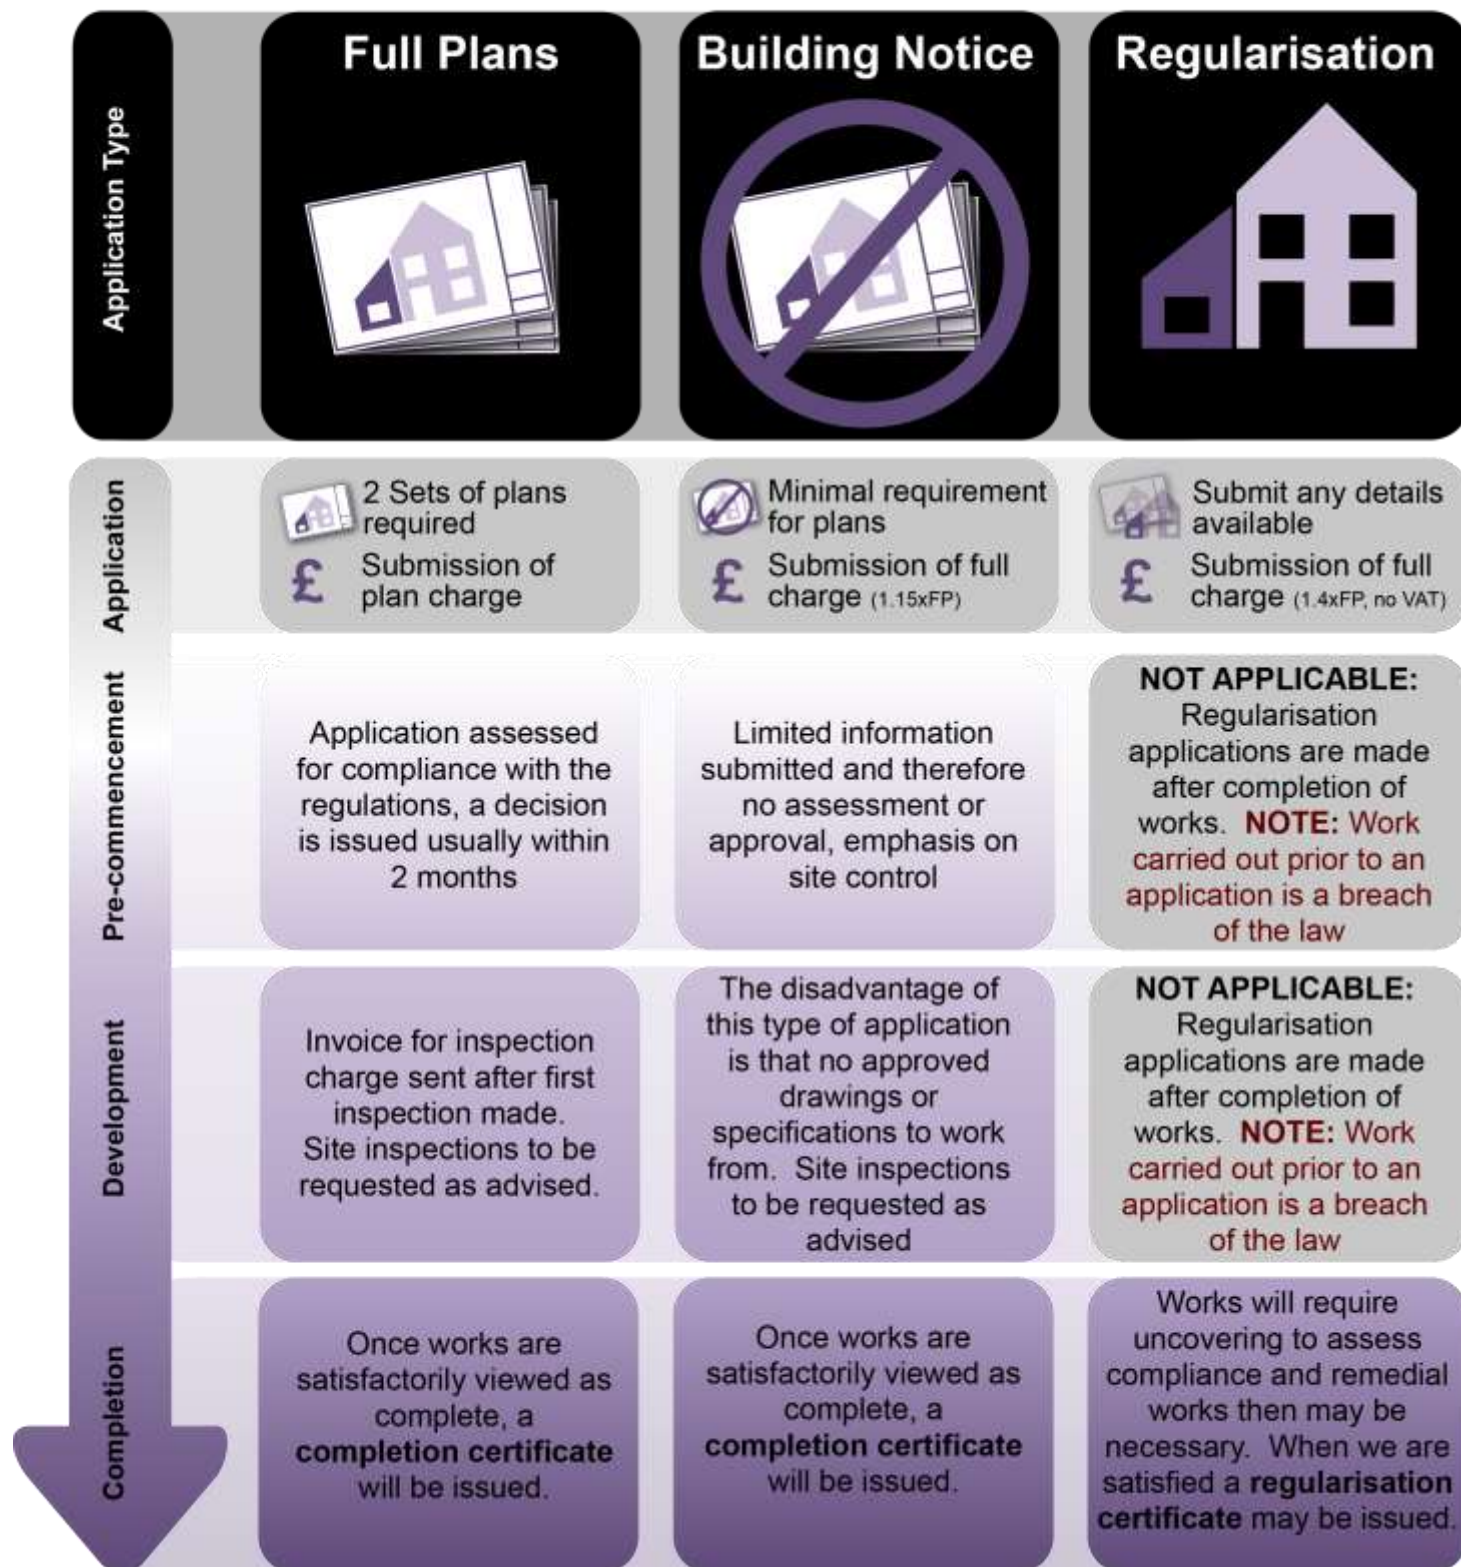 Application Type
Full Plans
Building Notice
Regularisation
Application
2 Sets of plans
required
£
Submission of
plan charge
Minimal requirement
for plans
£
Submission of full
charge (1.15xFP)
Submit any details
available
£
Submission of full
charge (1.4xFP, no VAT)
Pre-commencement
Application assessed
for compliance with the
regulations, a decision
is issued usually within
2 months
Limited information
submitted and therefore
no assessment or
approval, emphasis on
site control
NOT APPLICABLE:
Regularisation
applications are made
after completion of
works. NOTE: Work
carried out prior to an
application is a breach
of the law
Development
Invoice for inspection
charge sent after first
inspection made.
Site inspections to be
requested as advised.
The disadvantage of
this type of application
is that no approved
drawings or
specifications to work
from. Site inspections
to be requested as
advised
NOT APPLICABLE:
Regularisation
applications are made
after completion of
works. NOTE: Work
carried out prior to an
application is a breach
of the law
Completion
Once works are
satisfactorily viewed as
complete, a
completion certificate
will be issued.
Once works are
satisfactorily viewed as
complete, a
completion certificate
will be issued.
Works will require
uncovering to assess
compliance and remedial
works then may be
necessary. When we are
satisfied a regularisation
certificate may be issued.